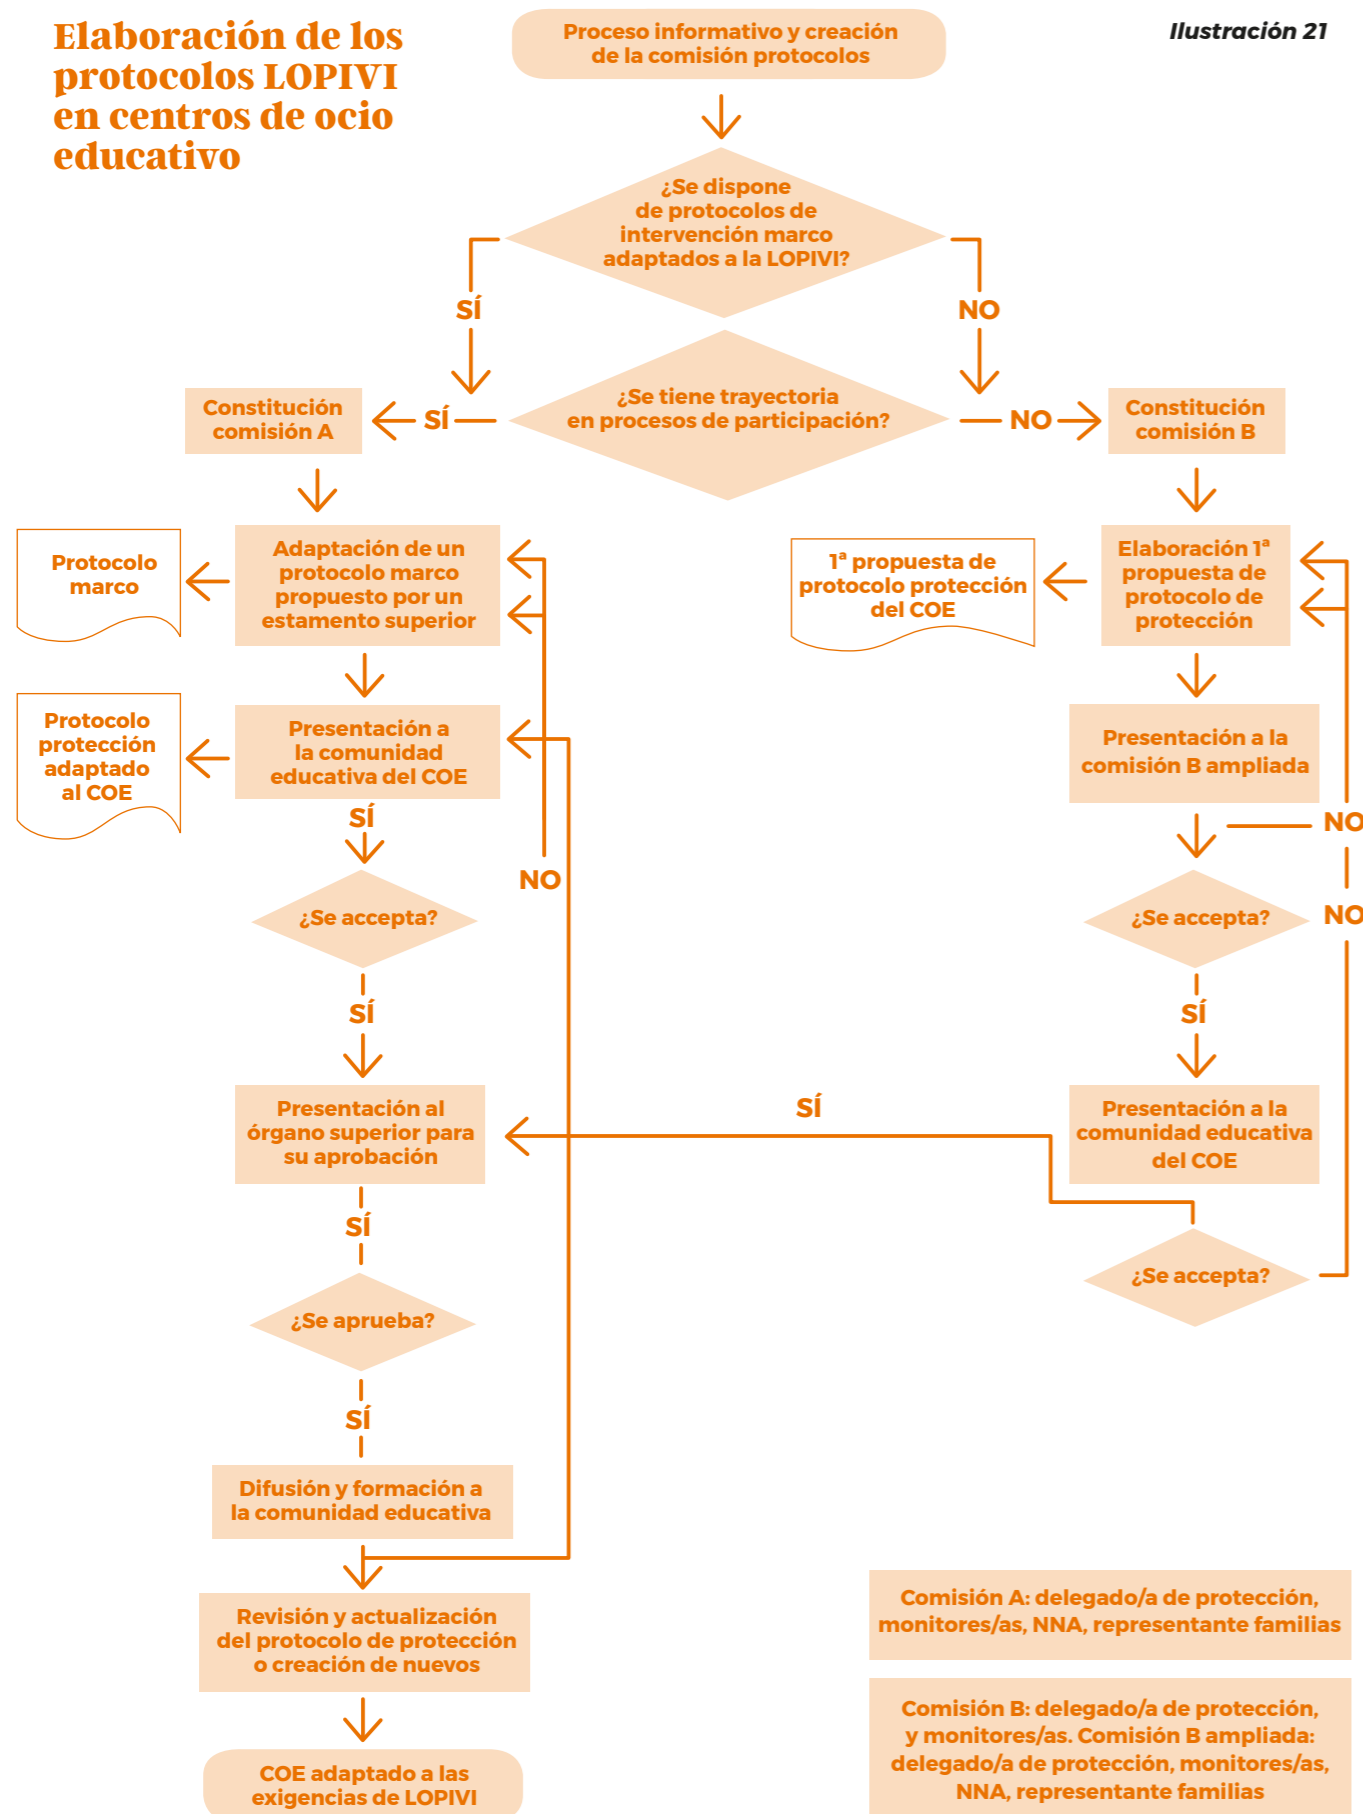 Elaboración de los
protocolos LOPIVI
en centros de ocio
educativo
Ilustración 21
Proceso informativo y creación
de la comisión protocolos
¿Se dispone
de protocolos de
intervención marco
adaptados a la LOPIVI?
SÍ
NO
¿Se tiene trayectoria
en procesos de participación?
SÍ
NO
Constitución
comisión A
Constitución
comisión B
Protocolo
marco
Adaptación de un
protocolo marco
propuesto por un
estamento superior
1ª propuesta de
protocolo protección
del COE
Elaboración 1ª
propuesta de
protocolo de
protección
Protocolo
protección
adaptado
al COE
Presentación a
la comunidad
educativa del COE
Presentación a la
comisión B ampliada
SÍ
NO
NO
¿Se accepta?
¿Se accepta?
NO
SÍ
SÍ
Presentación al
órgano superior para
su aprobación
SÍ
Presentación a la
comunidad educativa
del COE
SÍ
¿Se accepta?
¿Se aprueba?
SÍ
Difusión y formación a
la comunidad educativa
Revisión y actualización
del protocolo de protección
o creación de nuevos
COE adaptado a las
exigencias de LOPIVI
Comisión A: delegado/a de protección,
monitores/as, NNA, representante familias
Comisión B: delegado/a de protección,
y monitores/as. Comisión B ampliada:
delegado/a de protección, monitores/as,
NNA, representante familias